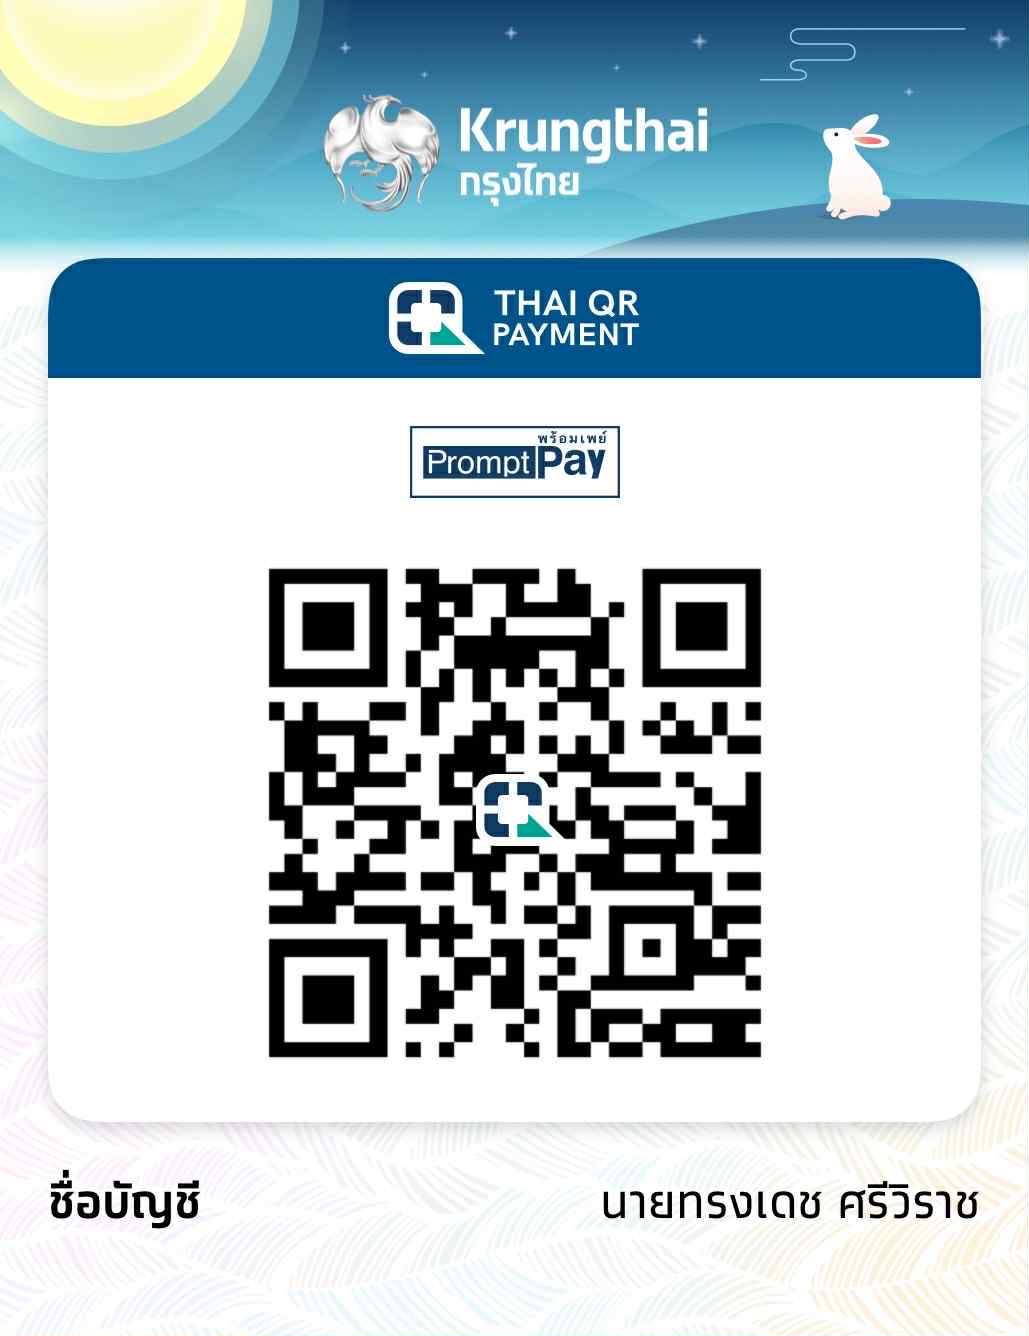 Krungthai
กรุงไทย
THAI QR
PAYMENT
พร้อมเพย์
PromptPay
ชื่อบัญชี นายทรงเดช ศรีวิราช